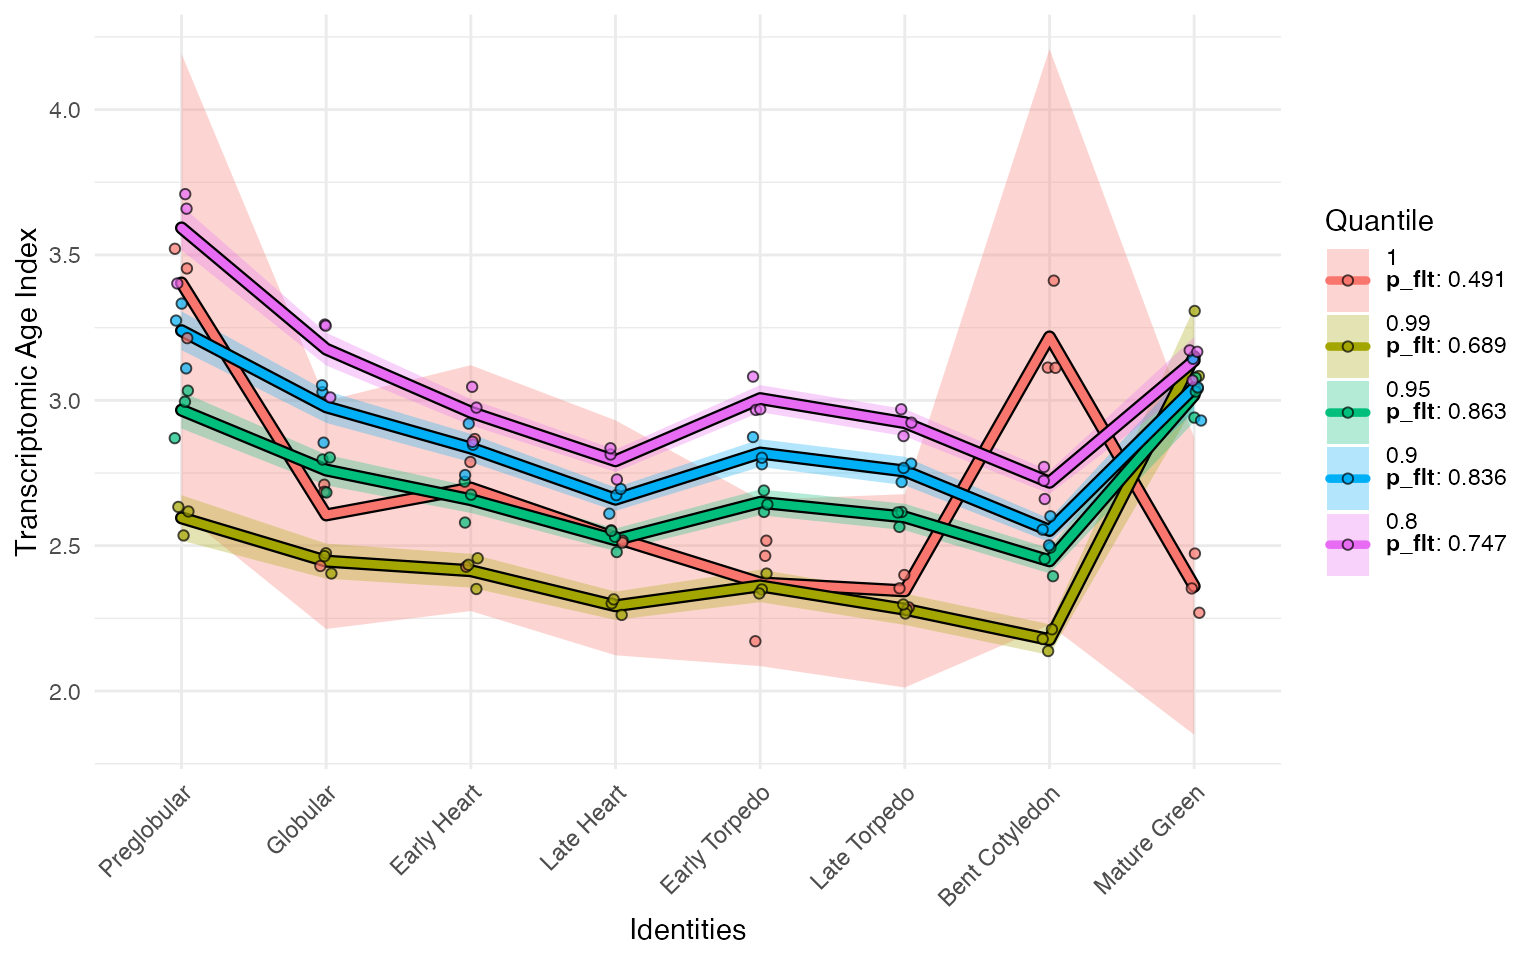 Transcriptomic Age Index
4.0
3.5
3.0
2.5
2.0
Preglobular
Globular
Early Heart
Late Heart
Early Torpedo
Late Torpedo
Bent Cotyledon
Mature Green
Identities
Quantile
1
p_flt: 0.491
0.99
p_flt: 0.689
0.95
p_flt: 0.863
0.9
p_flt: 0.836
0.8
p_flt: 0.747